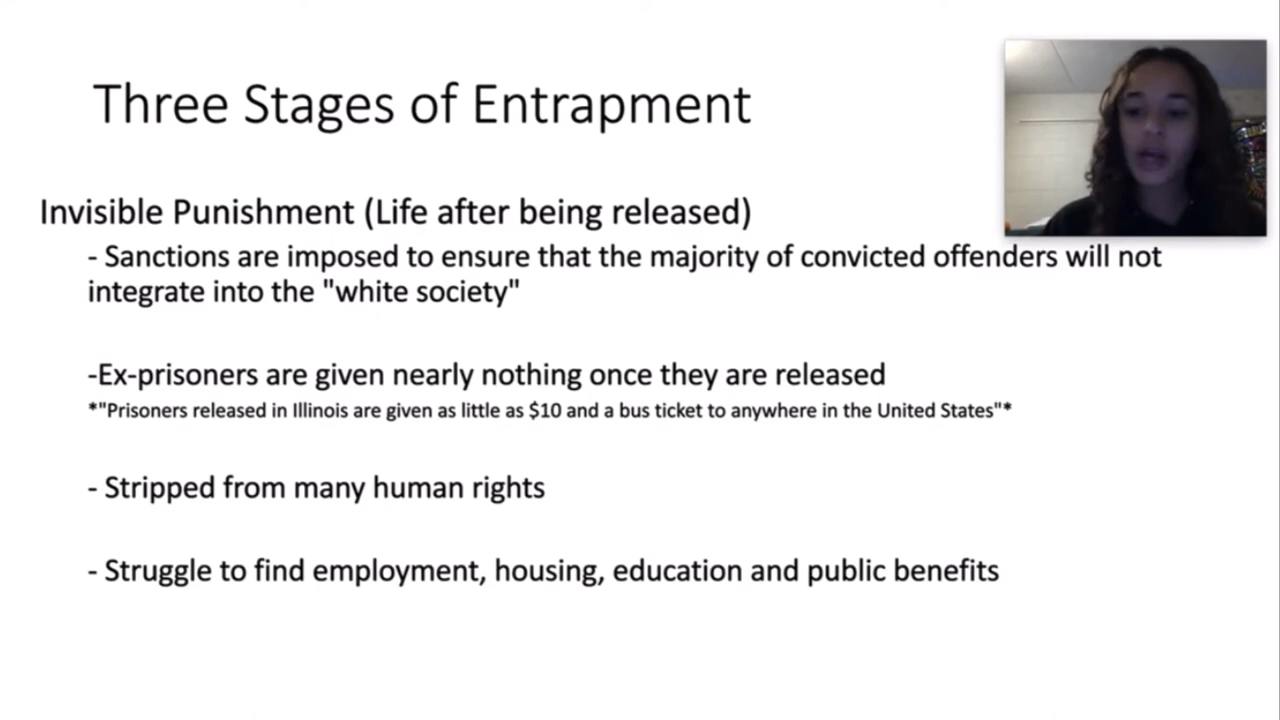 Three Stages of Entrapment
Invisible Punishment (Life after being released)
- Sanctions are imposed to ensure that the majority of convicted offenders will not
integrate into the "white society"
-Ex-prisoners are given nearly nothing once they are released
*"Prisoners released in Illinois are given as little as $10 and a bus ticket to anywhere in the United States"*
- Stripped from many human rights
- Struggle to find employment, housing, education and public benefits